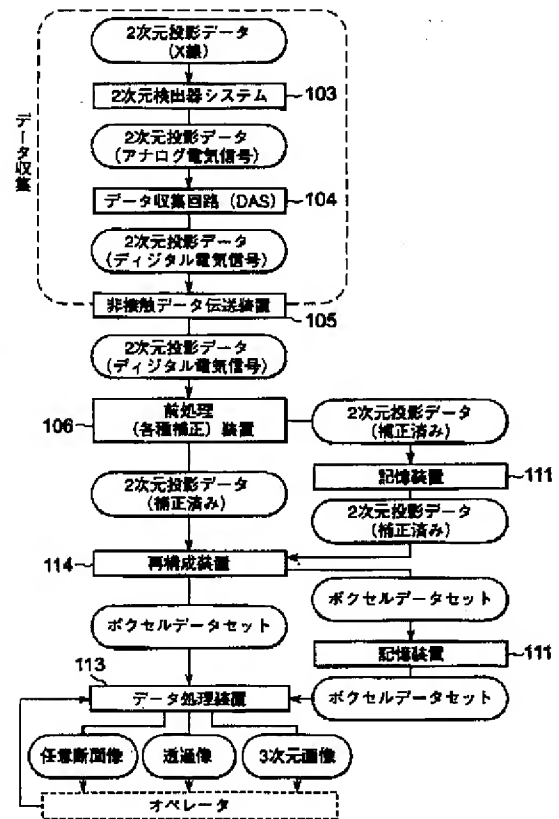 2次元投影データ
(X線)
2次元検出器システム
103
データ収集
2次元投影データ
(アナログ電気信号)
データ収集回路 (DAS)
104
2次元投影データ
(ディジタル電気信号)
非接触データ伝送装置
105
2次元投影データ
(ディジタル電気信号)
106
前処理
(各種補正) 装置
2次元投影データ
(補正済み)
記憶装置
111
2次元投影データ
(補正済み)
2次元投影データ
(補正済み)
114
再構成装置
ボクセルデータセット
ボクセルデータセット
記憶装置
111
113
データ処理装置
ボクセルデータセット
任意断面像
透過像
3次元画像
オペレータ